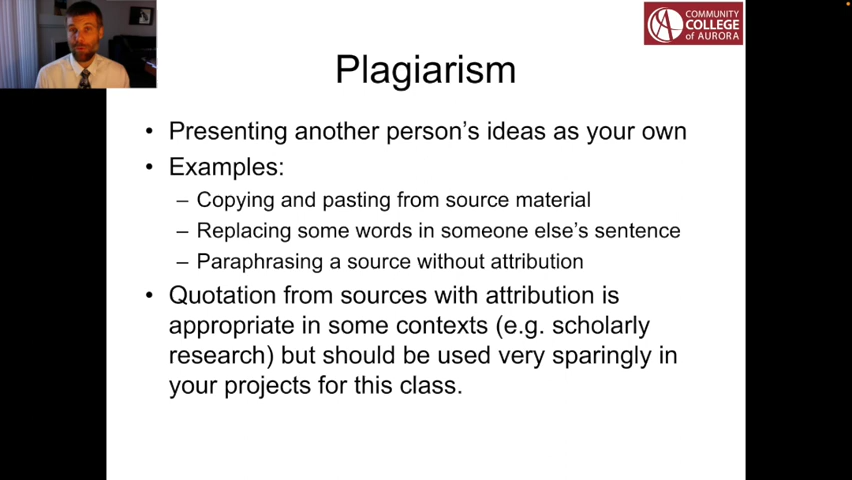 COMMUNITY
COLLEGE
of AURORA
Plagiarism
• Presenting another person's ideas as your own
• Examples:
– Copying and pasting from source material
– Replacing some words in someone else's sentence
– Paraphrasing a source without attribution
• Quotation from sources with attribution is
appropriate in some contexts (e.g. scholarly
research) but should be used very sparingly in
your projects for this class.